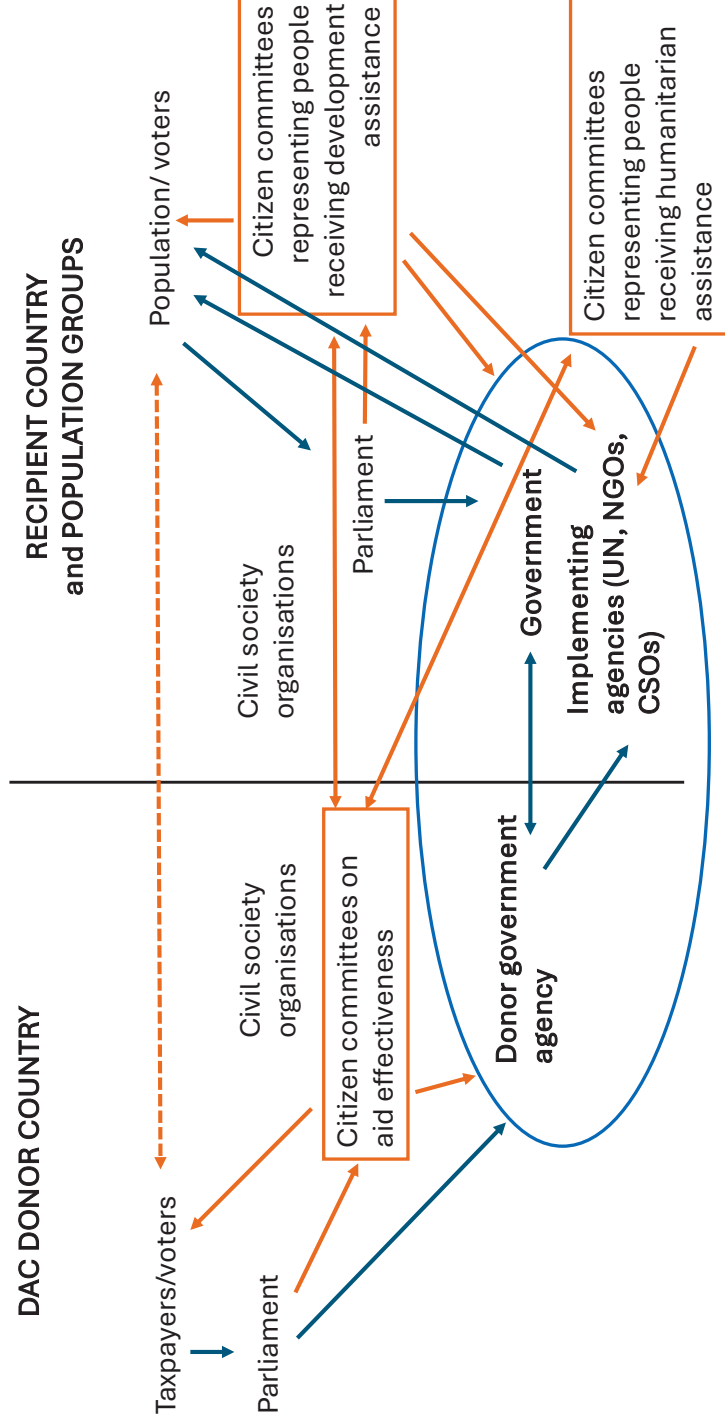 DAC DONOR COUNTRY
RECIPIENT COUNTRY
and POPULATION GROUPS
Taxpayers/voters
Population/ voters
Parliament
Civil society
organisations
Civil society
organisations
Citizen committees
representing people
receiving development
assistance
Citizen committees on
aid effectiveness
Parliament
Donor government
agency
Government
Implementing
agencies (UN, NGOs,
CSOs)
Citizen committees
representing people
receiving humanitarian
assistance